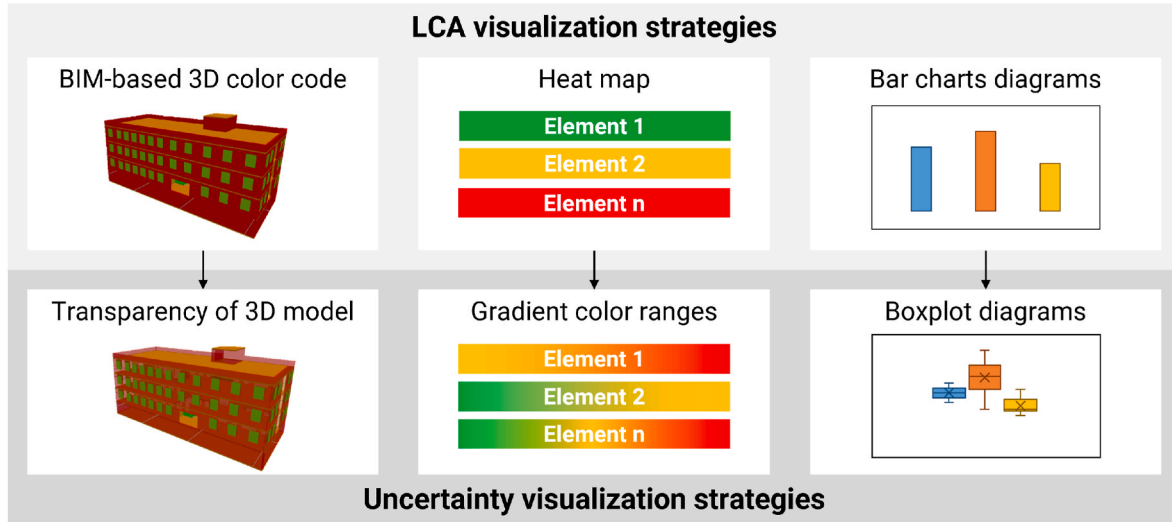 LCA visualization strategies
BIM-based 3D color code
Heat map
Bar charts diagrams
Element 1
Element 2
Element n
Transparency of 3D model
Gradient color ranges
Boxplot diagrams
Element 1
Element 2
Element n
Uncertainty visualization strategies